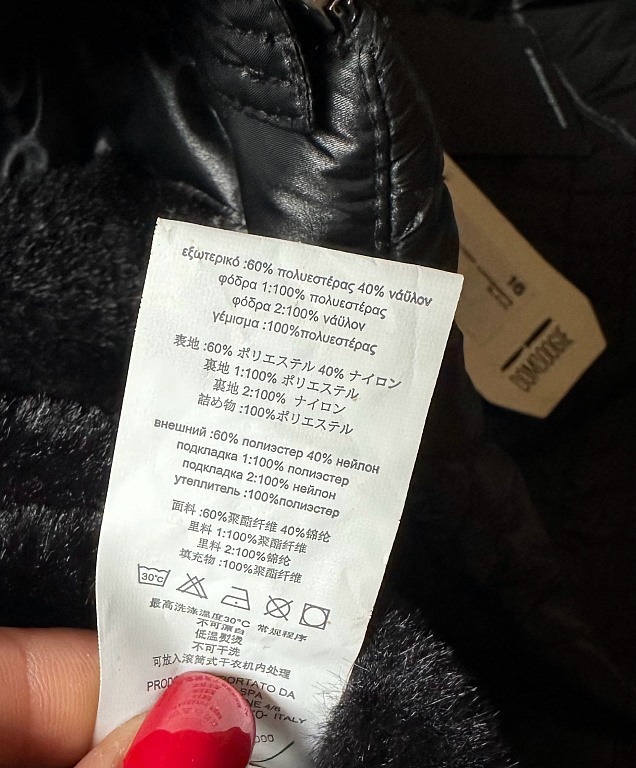 εξωτερικό :60% πολυεστέρας 40% νάϋλον
φόδρα 1:100% πολυεστέρας
φόδρα 2:100% νάϋλον
γέμισμα :100%πολυεστέρας
表地 :60% ポリエステル 40% ナイロン
裏地 1:100% ポリエステル
裏地 2:100% ナイロン
詰め物 :100%ポリエステル
внешний :60% полиэстер 40% нейлон
подкладка 1:100% полиэстер
подкладка 2:100% нейлон
утеплитель :100%полиэстер
面料 :60%聚酯纤维 40%锦纶
里料 1:100%聚酯纤维
里料 2:100%锦纶
填充物 :100%聚酯纤维
30°C
最高洗涤温度30°C 常规程序
不可漂白
低温熨烫
不可干洗
可放入滚筒式干衣机内处理
PORTATO DA
SPA
NE 4/6
ITALY
DOMODOGIE